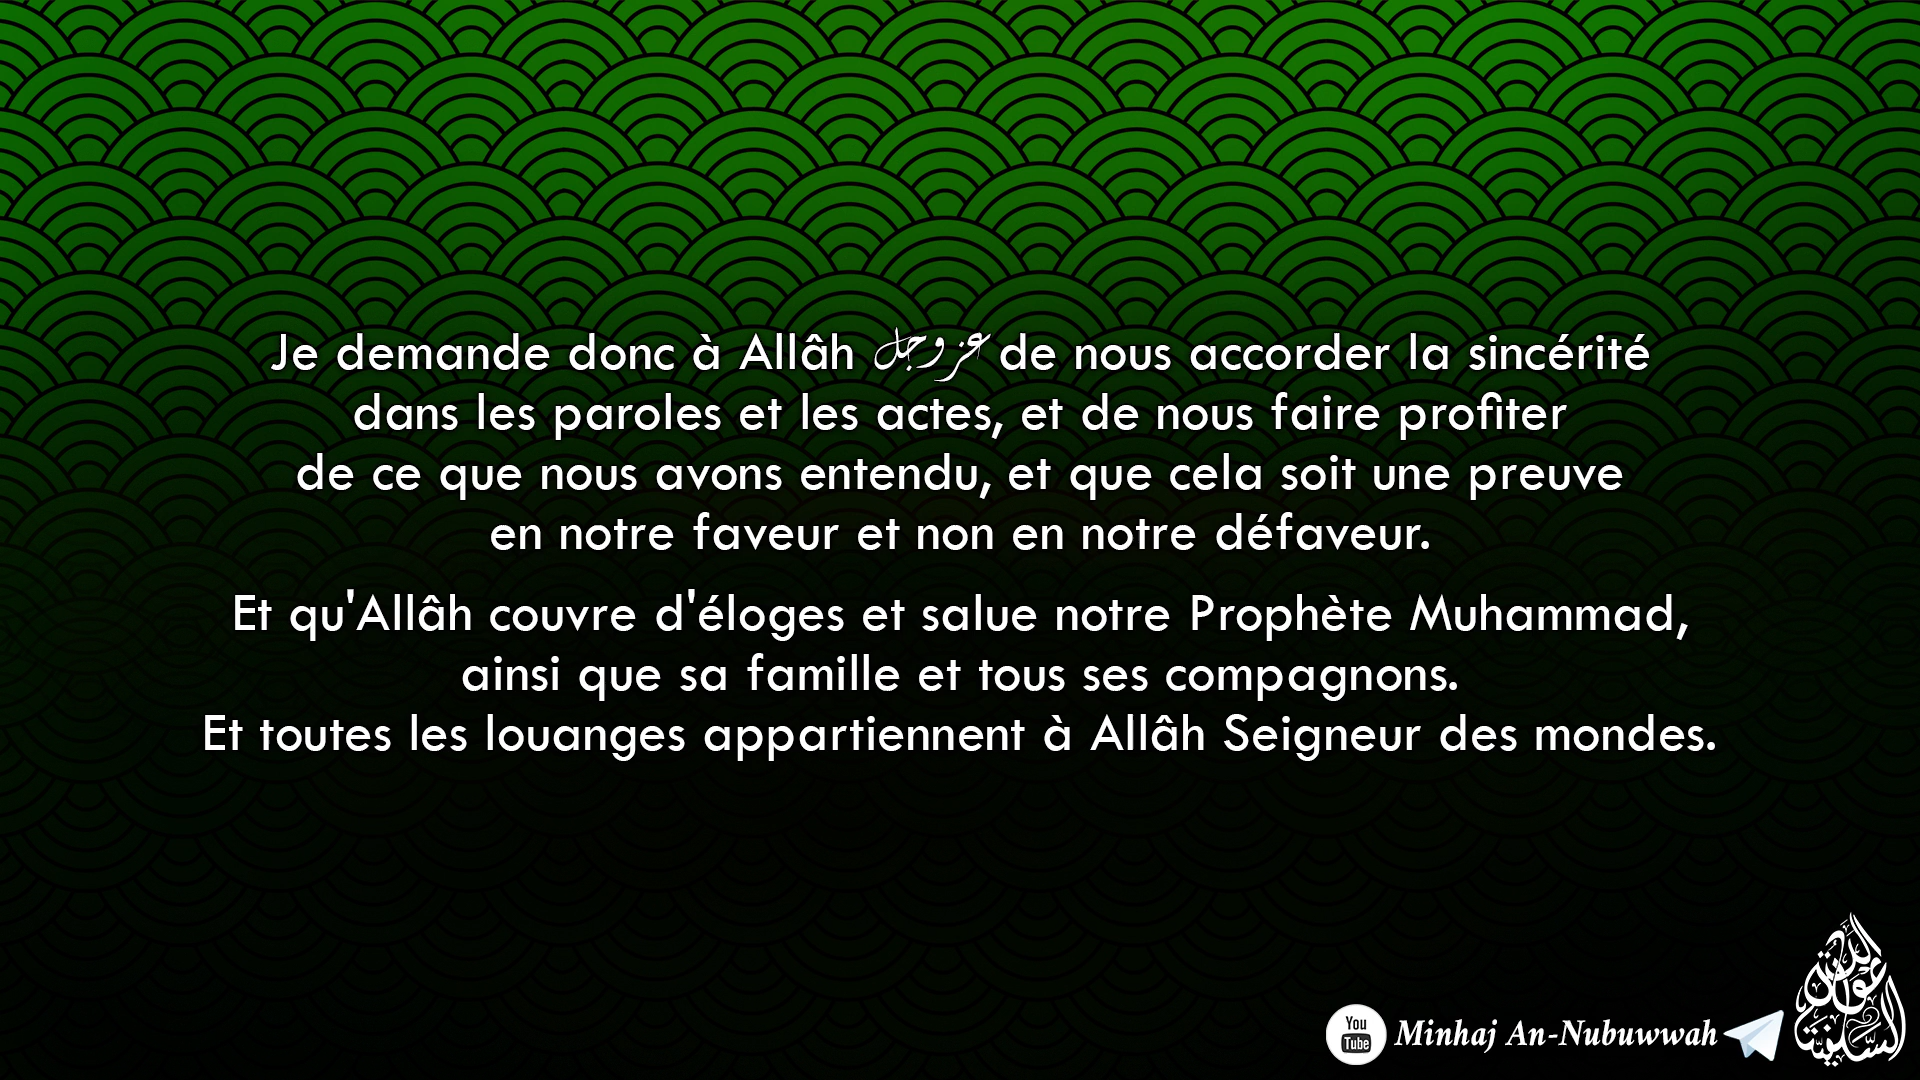 Je demande donc à Allâh عزوجل de nous accorder la sincérité
dans les paroles et les actes, et de nous faire profiter
de ce que nous avons entendu, et que cela soit une preuve
en notre faveur et non en notre défaveur.
Et qu'Allâh couvre d'éloges et salue notre Prophète Muhammad,
ainsi que sa famille et tous ses compagnons.
Et toutes les louanges appartiennent à Allâh Seigneur des mondes.
You
Tube
Minhaj An-Nubuwwah
الدعوة
السلفية